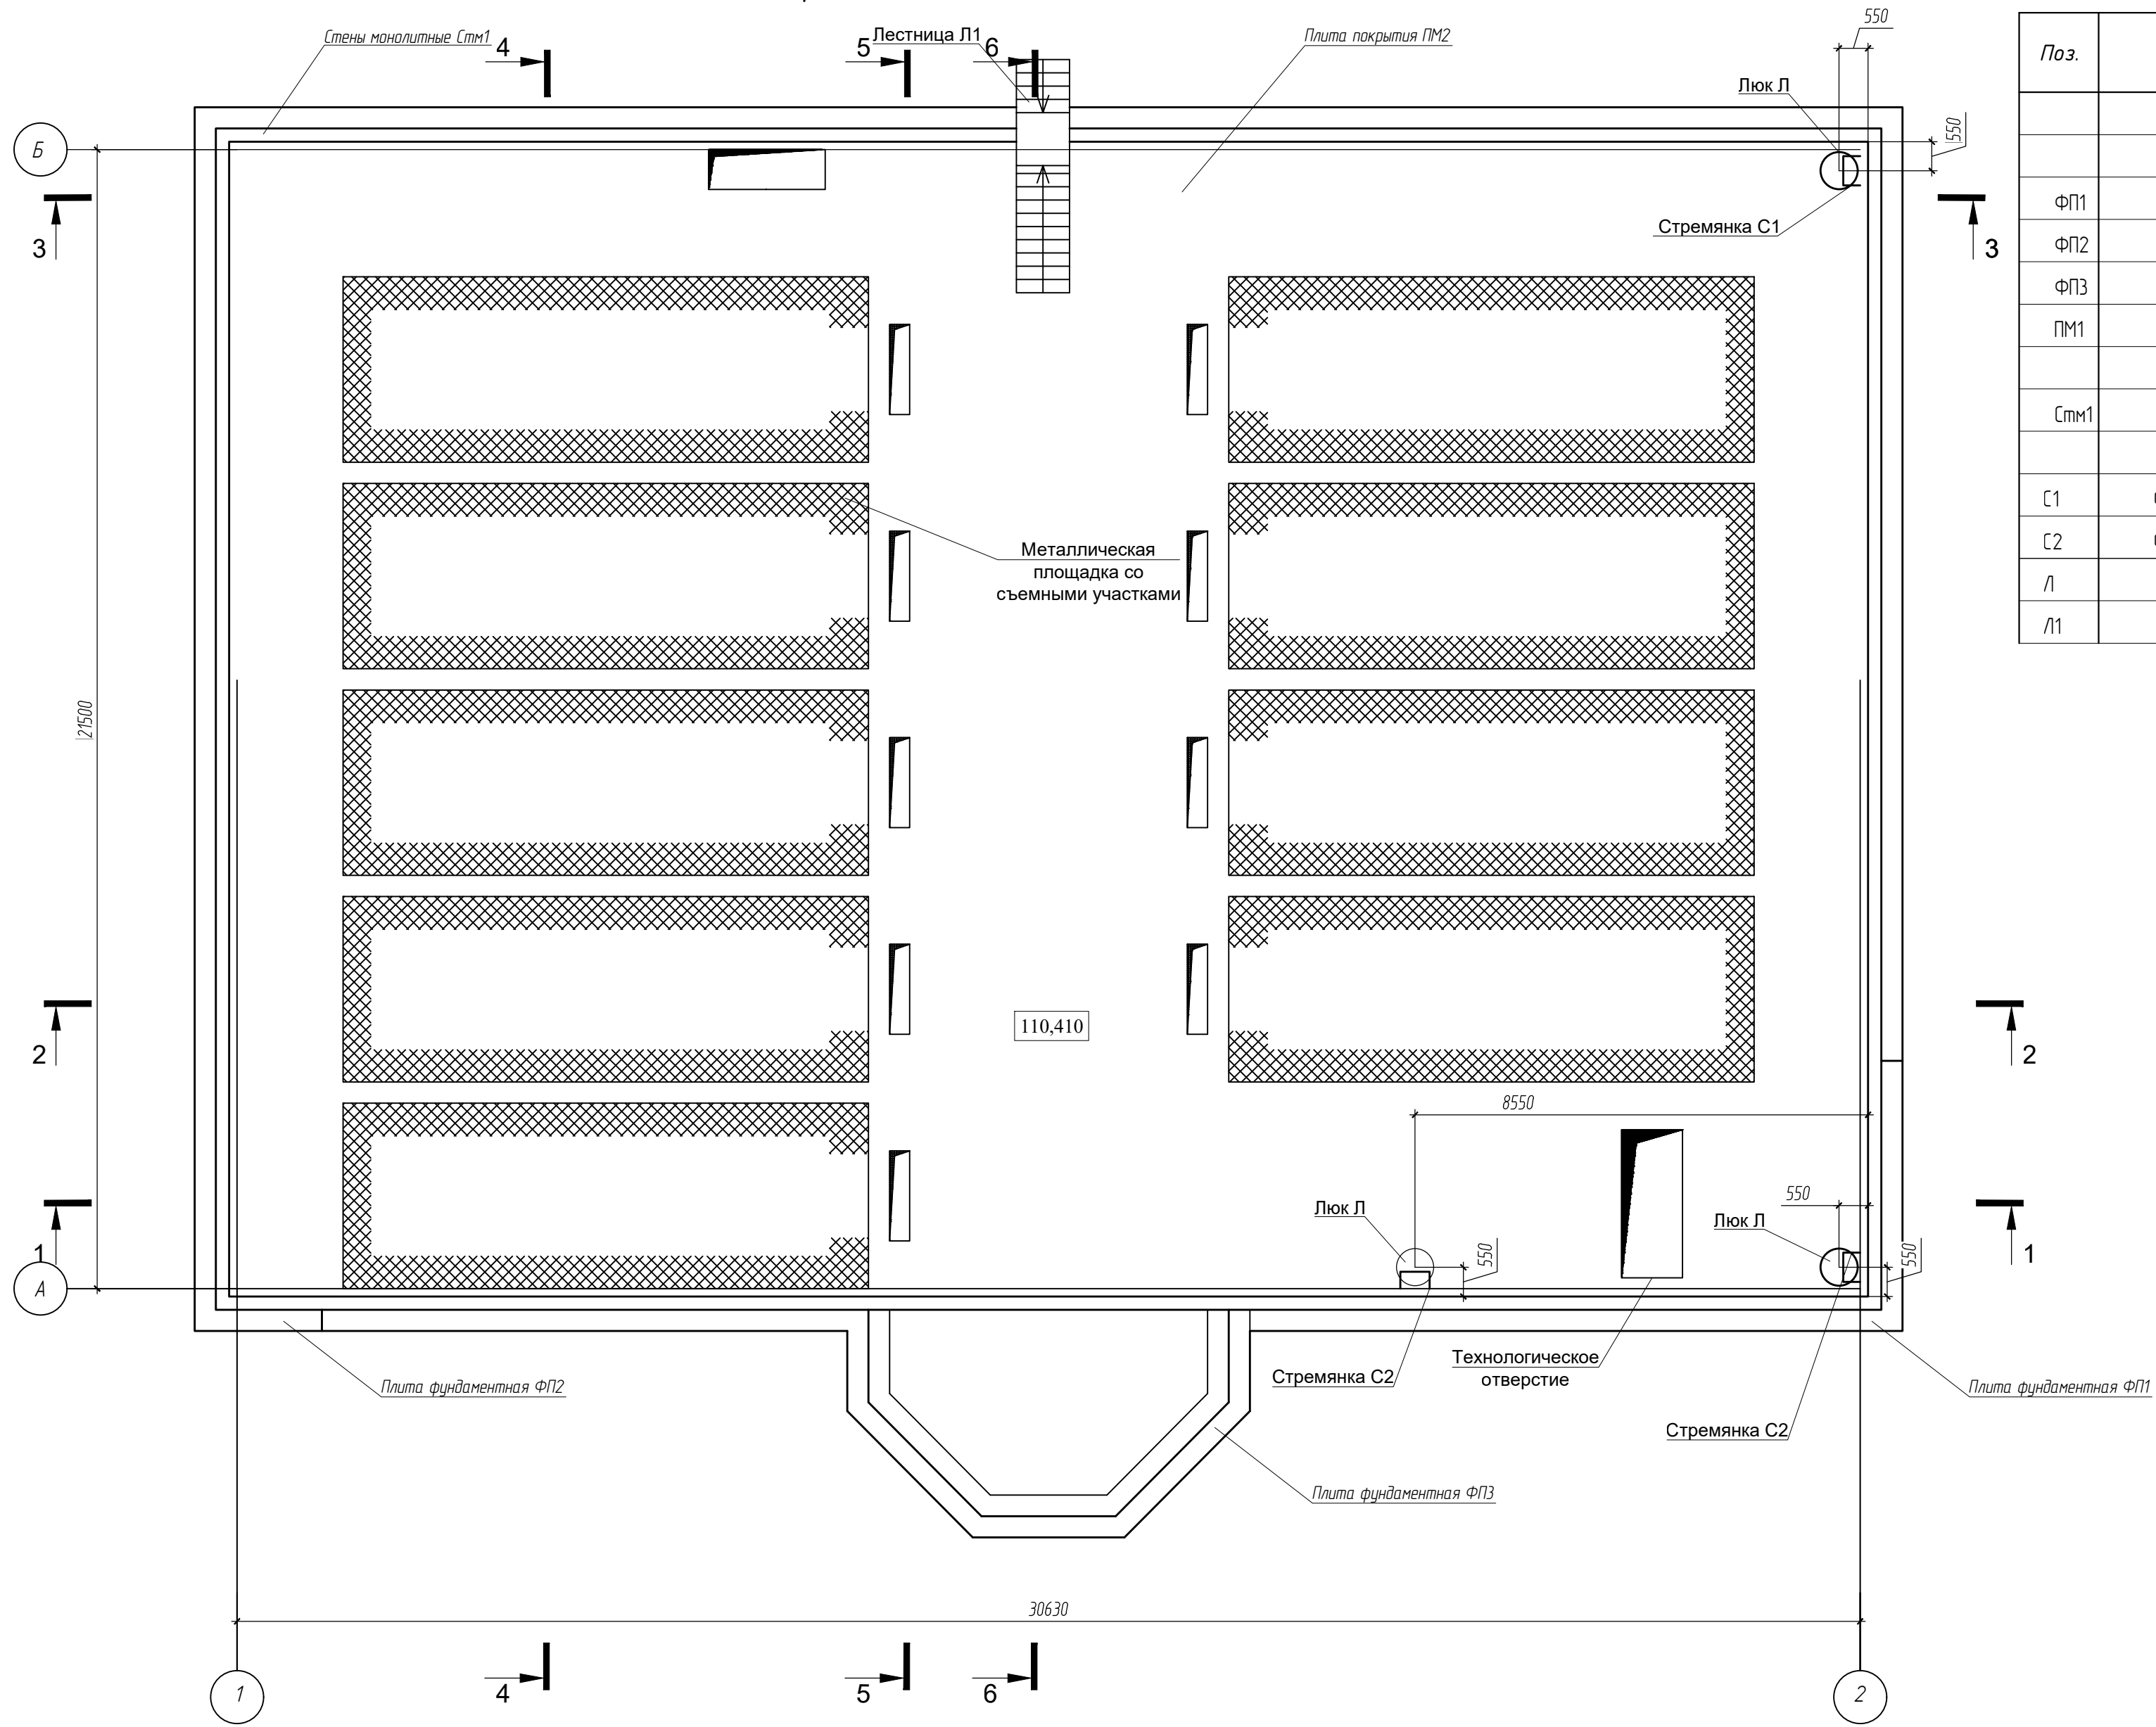 550
Стены монолитные Стм1
4
5
Лестница Л1
6
Плита покрытия ПМ2
Поз.
Люк Л
550
Б
Стремянка С1
3
3
ФП1
ФП2
ФП3
ПМ1
Стм1
С1
С2
Л
Л1
Металлическая
площадка со
съемными участками
21500
110,410
2
2
8550
550
Люк Л
Люк Л
550
550
1
1
А
Технологическое
отверстие
Стремянка С2
Плита фундаментная ФП2
Плита фундаментная ФП1
Стремянка С2
Плита фундаментная ФП3
30630
4
5
6
1
2